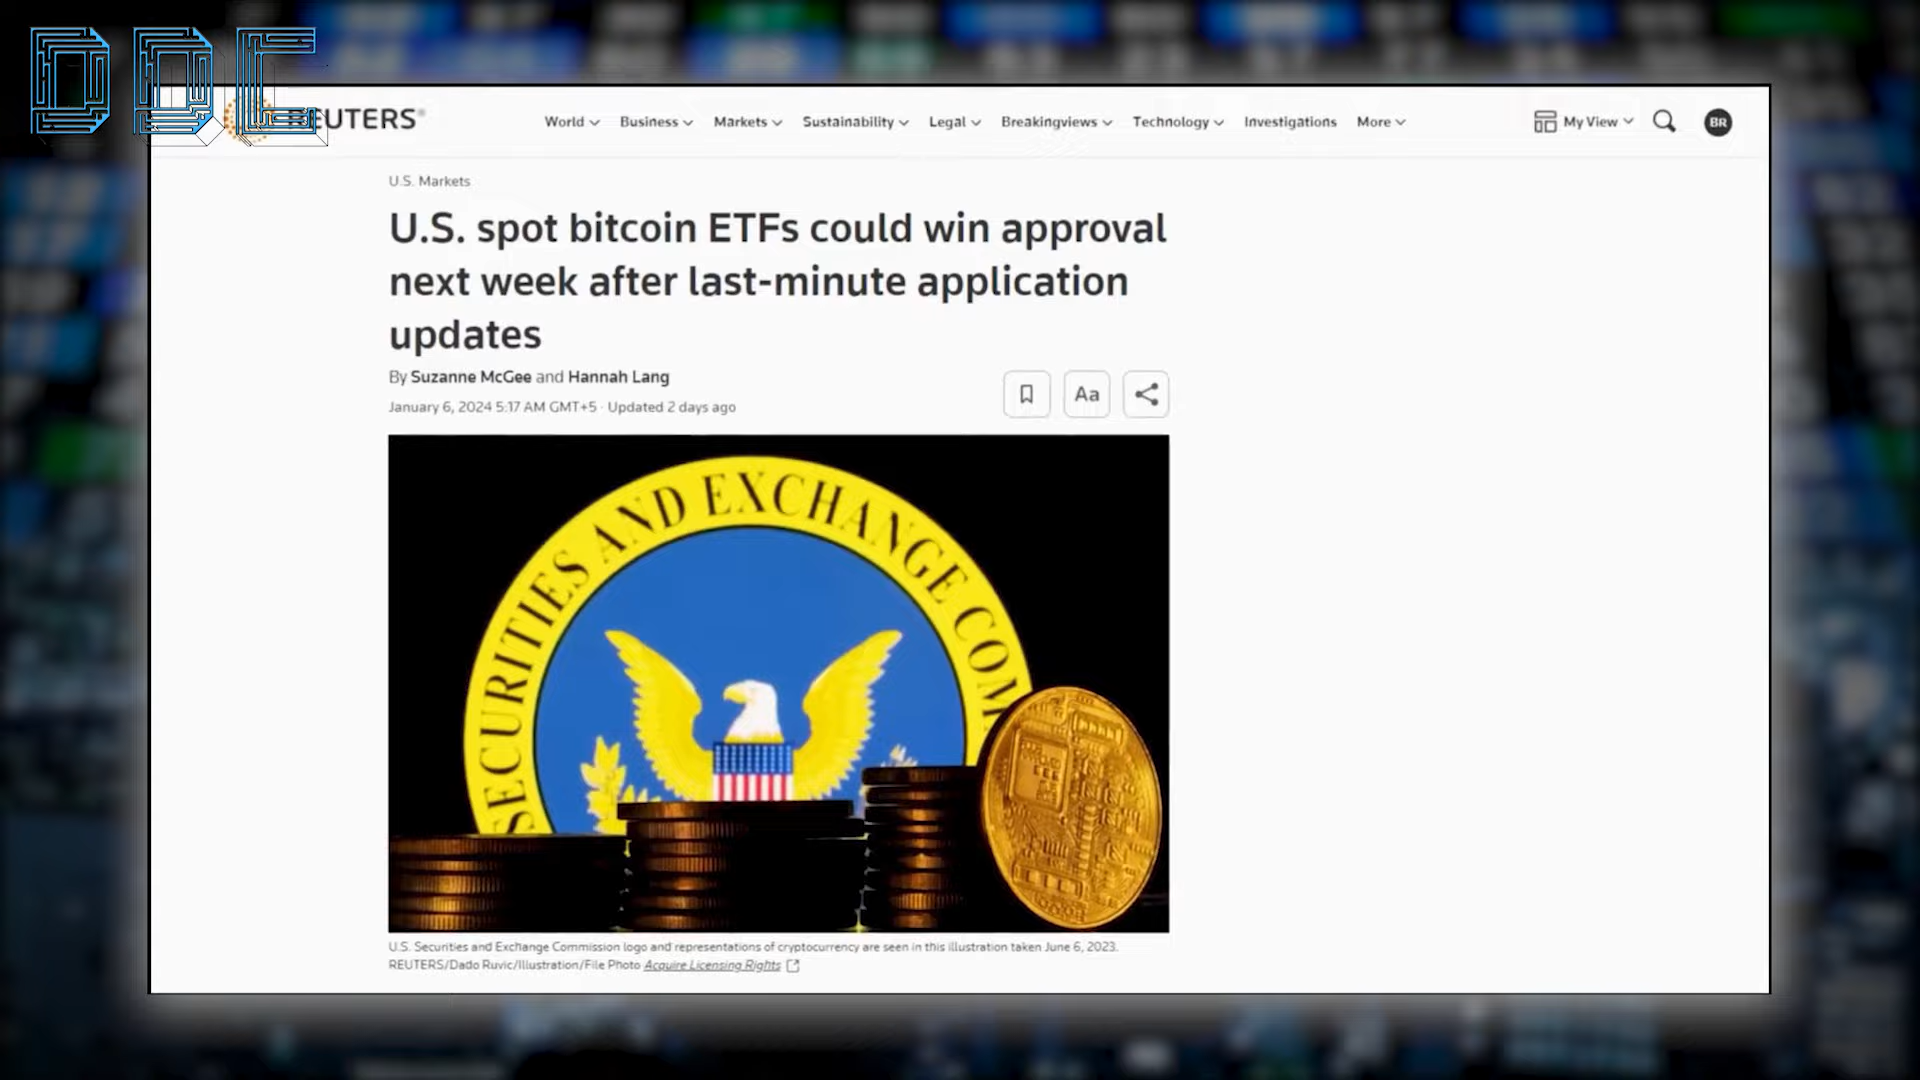 DDC
REUTERS®
World Business Markets Sustainability Legal Breakingviews Technology Investigations More
My View
BR
U.S. Markets
U.S. spot bitcoin ETFs could win approval
next week after last-minute application
updates
By Suzanne McGee and Hannah Lang
January 6, 2024 5:17 AM GMT+5 · Updated 2 days ago
Aa
SECURITIES AND EXCHANGE COM
U.S. Securities and Exchange Commission logo and representations of cryptocurrency are seen in this illustration taken June 6, 2023.
REUTERS/Dado Ruvic/Illustration/File Photo Acquire Licensing Rights